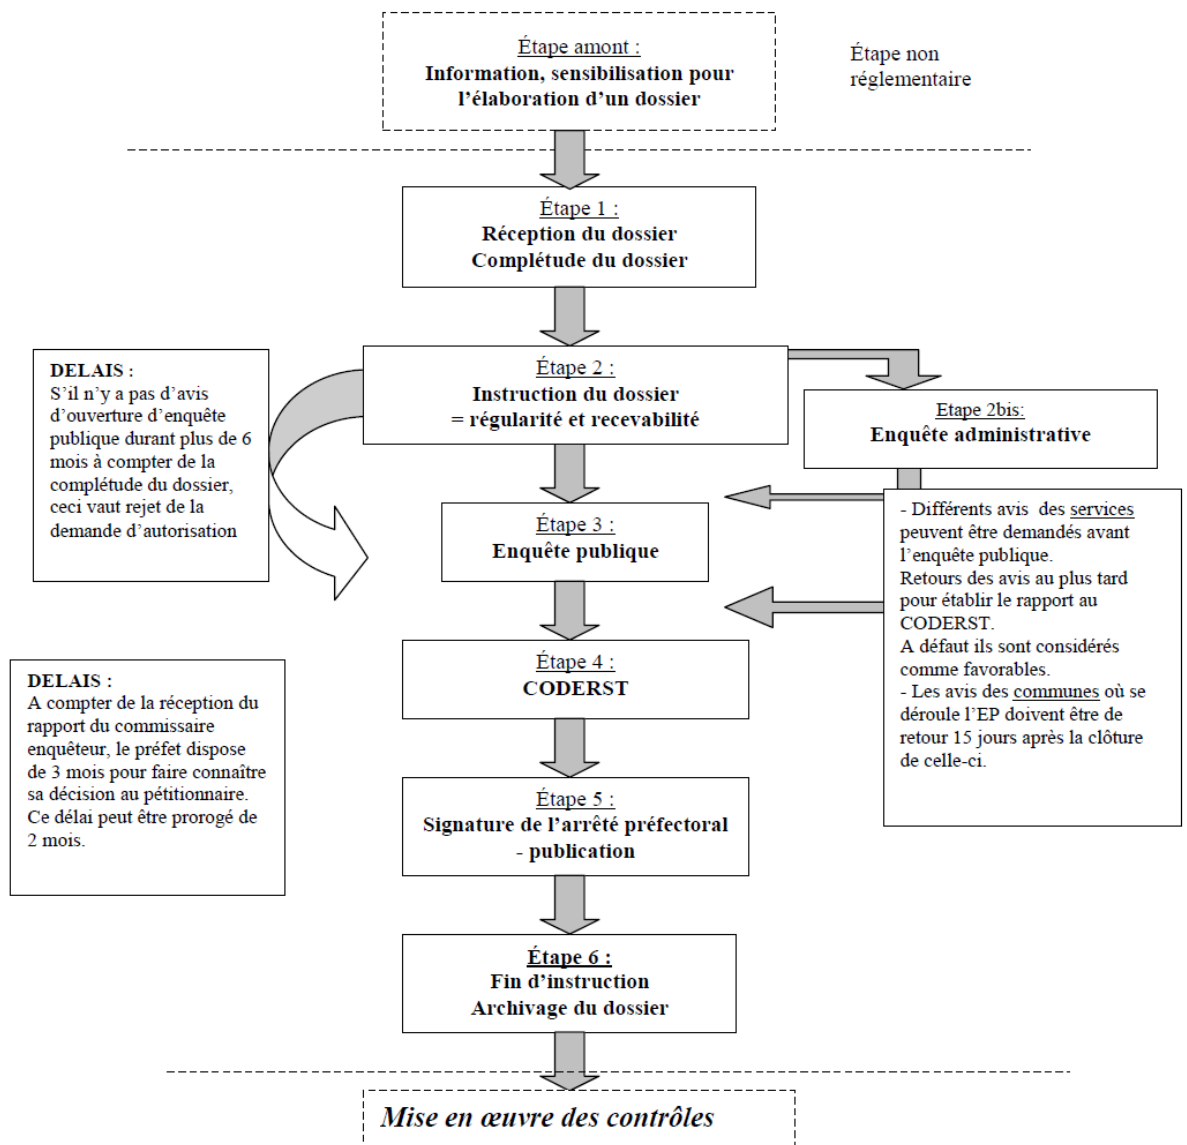 Étape amont :
Information, sensibilisation pour
l’élaboration d’un dossier
Étape non
réglementaire
Étape 1 :
Réception du dossier
Complétude du dossier
DELAIS :
S’il n’y a pas d’avis
d’ouverture d’enquête
publique durant plus de 6
mois à compter de la
complétude du dossier,
ceci vaut rejet de la
demande d’autorisation
Étape 2 :
Instruction du dossier
= régularité et recevabilité
Etape 2bis:
Enquête administrative
Étape 3 :
Enquête publique
- Différents avis des services
peuvent être demandés avant
l’enquête publique.
Retours des avis au plus tard
pour établir le rapport au
CODERST.
A défaut ils sont considérés
comme favorables.
- Les avis des communes où se
déroule l’EP doivent être de
retour 15 jours après la clôture
de celle-ci.
Étape 4 :
CODERST
DELAIS :
A compter de la réception du
rapport du commissaire
enquêteur, le préfet dispose
de 3 mois pour faire connaître
sa décision au pétitionnaire.
Ce délai peut être prorogé de
2 mois.
Étape 5 :
Signature de l’arrêté préfectoral
- publication
Étape 6 :
Fin d’instruction
Archivage du dossier
Mise en œuvre des contrôles